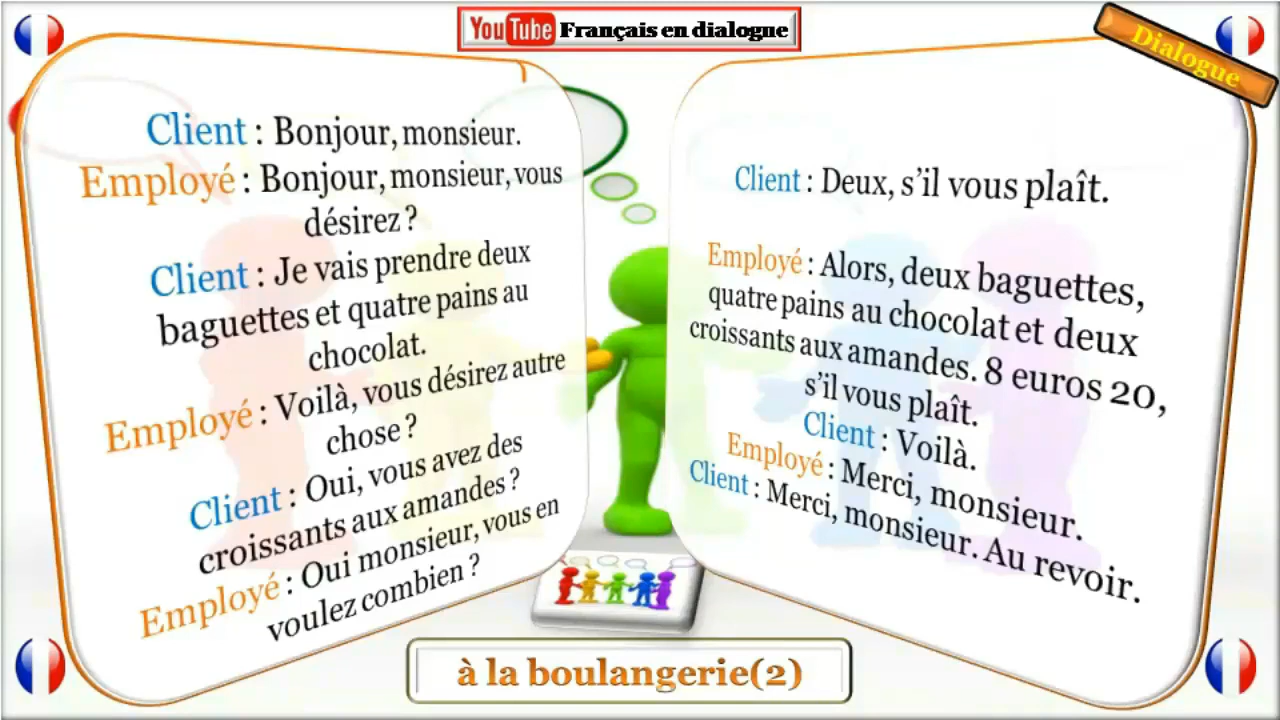 YouTube Français en dialogue
Dialogue
Client : Bonjour, monsieur.
Employé : Bonjour, monsieur, vous
désirez ?
Client : Je vais prendre deux
baguettes et quatre pains au
chocolat.
Employé : Voilà, vous désirez autre
chose ?
Client : Oui, vous avez des
croissants aux amandes ?
Employé : Oui monsieur, vous en
voulez combien ?
Client : Deux, s’il vous plaît.
Employé : Alors, deux baguettes,
quatre pains au chocolat et deux
croissants aux amandes. 8 euros 20,
s’il vous plaît.
Client : Voilà.
Employé : Merci, monsieur.
Client : Merci, monsieur. Au revoir.
à la boulangerie(2)